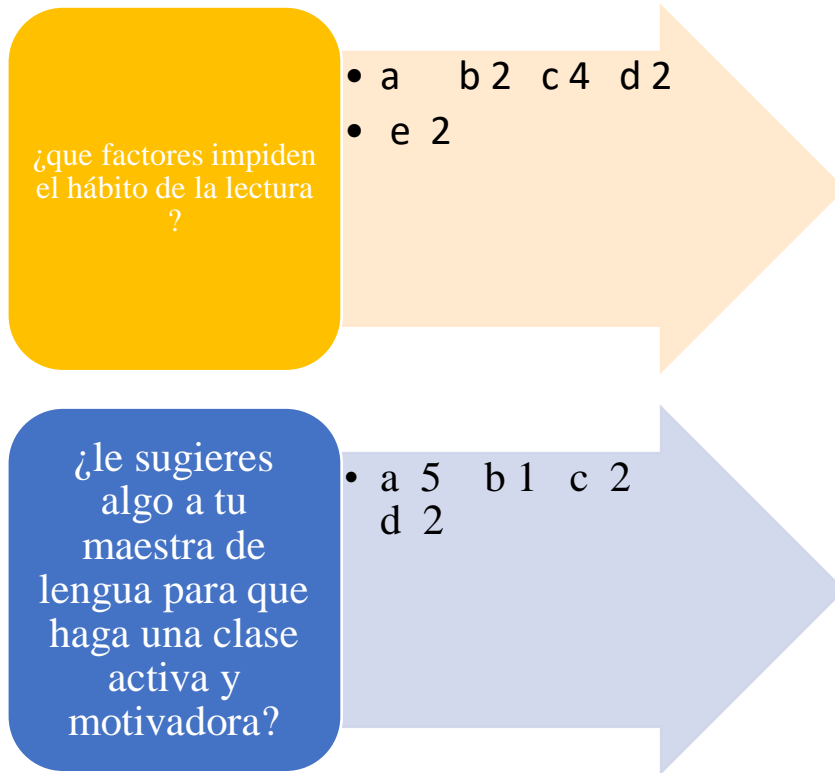 ¿que factores impiden
el hábito de la lectura
?
• a b 2 c 4 d 2
• e 2
¿le sugieres
algo a tu
maestra de
lengua para que
haga una clase
activa y
motivadora?
• a 5 b 1 c 2
d 2